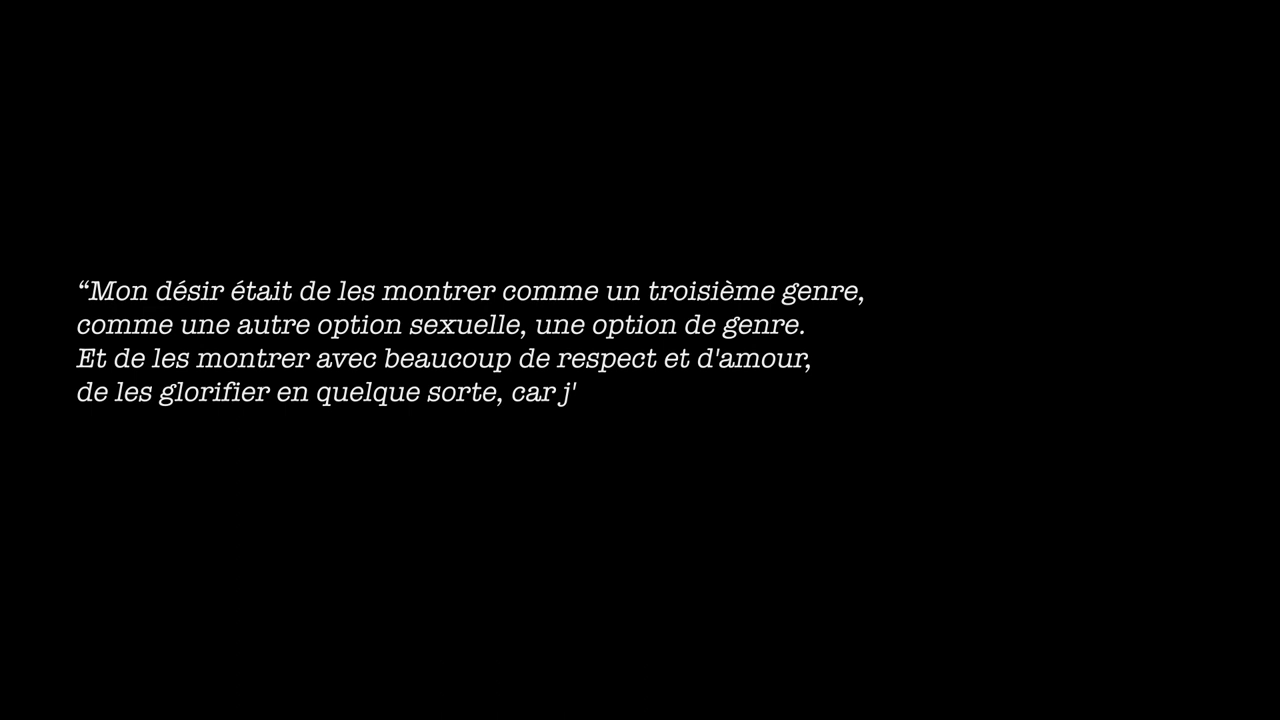 “Mon désir était de les montrer comme un troisième genre,
comme une autre option sexuelle, une option de genre.
Et de les montrer avec beaucoup de respect et d'amour,
de les glorifier en quelque sorte, car j'